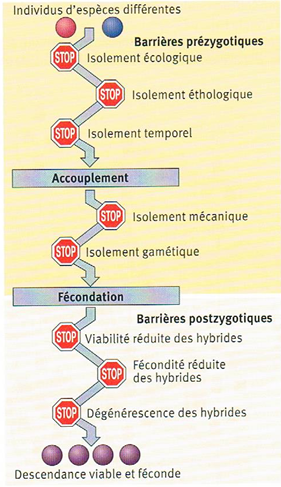 Individus d'espèces différentes
Barrières prézygotiques
STOP Isolement écologique
STOP Isolement éthologique
STOP Isolement temporel
Accouplement
STOP Isolement mécanique
STOP Isolement gamétique
Fécondation
Barrières postzygotiques
STOP Viabilité réduite des hybrides
STOP Fécondité réduite
des hybrides
STOP Dégénérescence des hybrides
Descendance viable et féconde